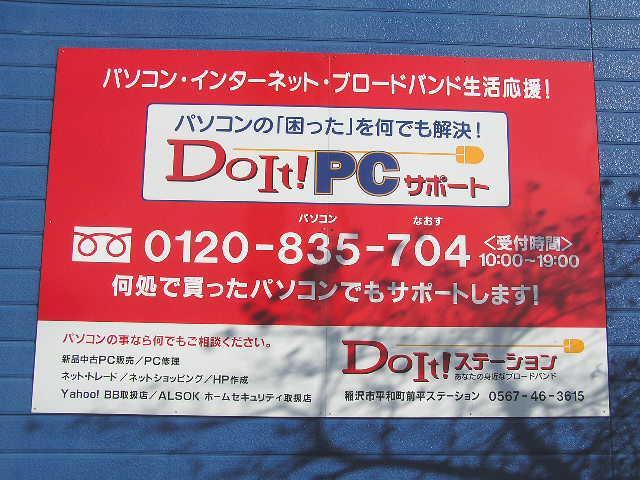 パソコン・インターネット・ブロードバンド生活応援!
パソコンの「困った」を何でも解決!
DoIt! PCサポート
パソコン なおす
0120-835-704 <受付時間> 10:00~19:00
何処で買ったパソコンでもサポートします!
パソコンの事なら何でもご相談ください。
新品中古PC販売/PC修理
ネット・トレード/ネットショッピング/HP作成
Yahoo! BB取扱店/ALSOK ホームセキュリティ取扱店
DoIt!ステーション
あなたの身近なブロードバンド
稲沢市平和町前平ステーション 0567-46-3615